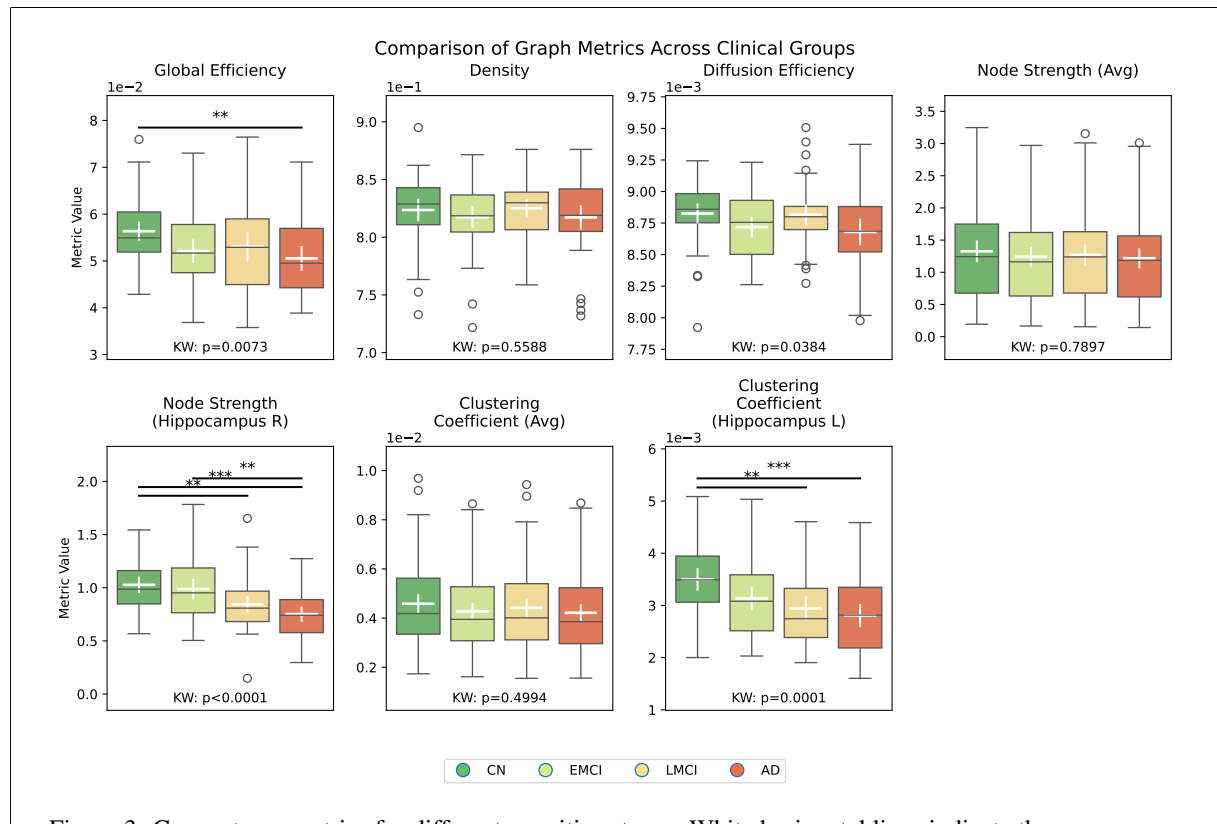 Comparison of Graph Metrics Across Clinical Groups
Global Efficiency
Density
Diffusion Efficiency
Node Strength (Avg)
1e−2
1e−1
1e−3
Metric Value
8
7
6
5
4
3
**
KW: p=0.0073
9.0
8.5
8.0
7.5
7.0
KW: p=0.5588
9.75
9.50
9.25
9.00
8.75
8.50
8.25
8.00
7.75
KW: p=0.0384
3.5
3.0
2.5
2.0
1.5
1.0
0.5
0.0
KW: p=0.7897
Node Strength
(Hippocampus R)
Metric Value
2.0
1.5
1.0
0.5
0.0
**
***
**
KW: p<0.0001
Clustering
Coefficient (Avg)
1e−2
1.0
0.8
0.6
0.4
0.2
KW: p=0.4994
Clustering
Coefficient
(Hippocampus L)
1e−3
6
5
4
3
2
1
***
**
KW: p=0.0001
CN EMCI LMCI AD